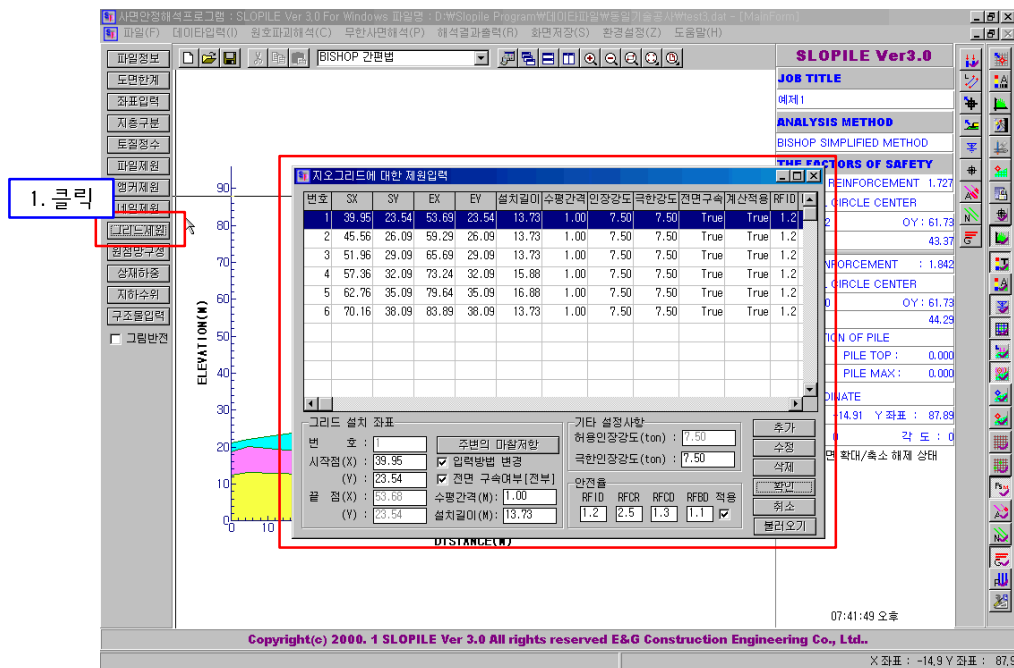 사면안정해석프로그램 : SLOPILE Ver 3,0 For Windows 파일명 : D:₩Slopile Program₩데이타파일₩동일기술공사₩test3.dat - [MainForm]
파일(F) 데이타입력(I) 원호파괴해석(C) 무한사면해석(P) 해석결과출력(R) 화면저장(S) 환경설정(Z) 도움말(H)
BISHOP 간편법
1. 클릭
파일정보
도면한계
좌표입력
지층구분
토질정수
파일제원
앵커제원
네일제원
그리드제원
원점망구성
상재하중
지하수위
구조물입력
그림반전
ELEVATION(M)
90
80
70
60
50
40
30
20
10
0
0 10
DISTANCE(M)
지오그리드에 대한 제원입력
번호 SX SY EX EY 설치길이 수평간격 인장강도 극한강도 전면구속 계산적용 RFID
1 39.95 23.54 53.69 23.54 13.73 1.00 7.50 7.50 True True 1.2
2 45.56 26.09 59.29 26.09 13.73 1.00 7.50 7.50 True True 1.2
3 51.96 29.09 65.69 29.09 13.73 1.00 7.50 7.50 True True 1.2
4 57.36 32.09 73.24 32.09 15.88 1.00 7.50 7.50 True True 1.2
5 62.76 35.09 79.64 35.09 16.88 1.00 7.50 7.50 True True 1.2
6 70.16 38.09 83.89 38.09 13.73 1.00 7.50 7.50 True True 1.2
그리드 설치 좌표
번 호 : 1
시작점(X) : 39.95
(Y) : 23.54
끝 점(X) : 53.68
(Y) : 23.54
주변의 마찰저항
입력방법 변경
전면 구속여부[전부]
수평간격(M): 1.00
설치길이(M): 13.73
기타 설정사항
허용인장강도(ton) : 7.50
극한인장강도(ton) : 7.50
안전율
RFID RFCR RFCD RFBD 적용
1.2 2.5 1.3 1.1
추가
수정
삭제
확인
취소
불러오기
SLOPILE Ver3.0
JOB TITLE
예제1
ANALYSIS METHOD
BISHOP SIMPLIFIED METHOD
THE FACTORS OF SAFETY
REINFORCEMENT 1.727
CIRCLE CENTER
OY : 61.73
43.37
: 1.842
CIRCLE CENTER
OY : 61.73
44.29
OF PILE
PILE TOP : 0.000
PILE MAX : 0.000
-14.91 Y 좌표 : 87.89
각 도 : 0
확대/축소 해제 상태
07:41:49 오후
Copyright(c) 2000. 1 SLOPILE Ver 3.0 All rights reserved E&G Construction Engineering Co., Ltd..
X 좌표 : -14,9 Y 좌표 : 87,9